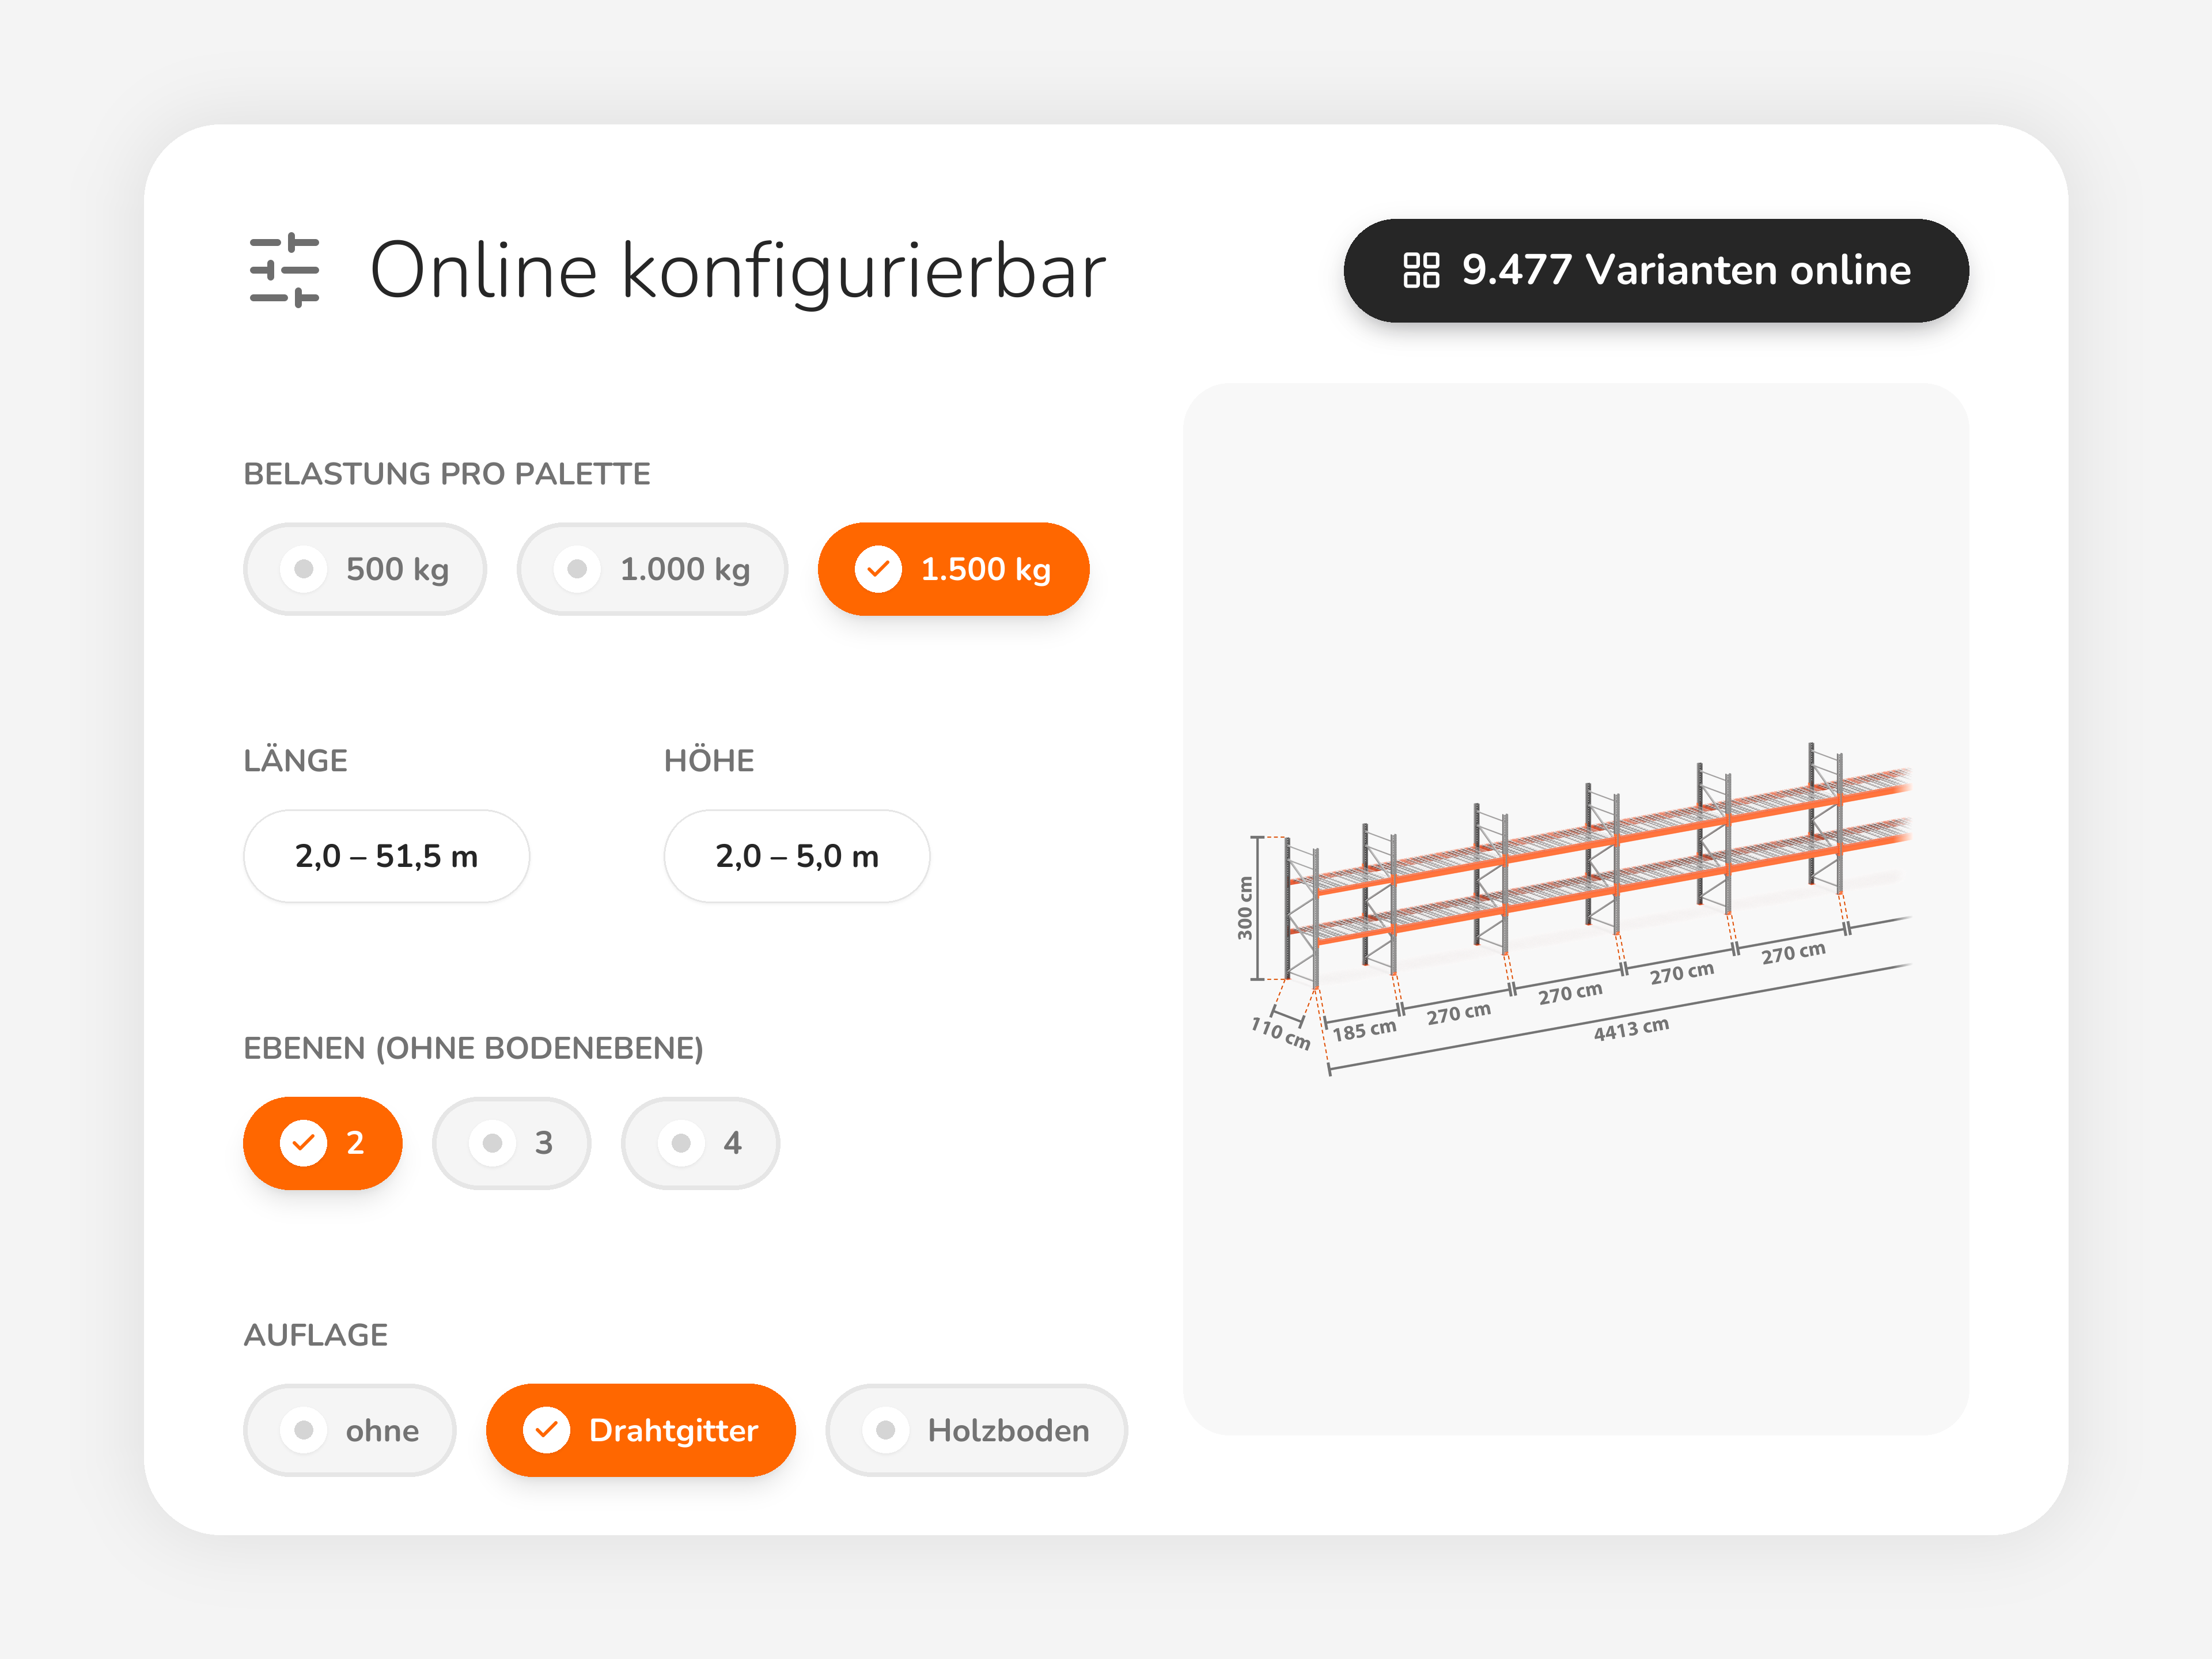 Online konfigurierbar
9.477 Varianten online
BELASTUNG PRO PALETTE
500 kg
1.000 kg
1.500 kg
LÄNGE
HÖHE
2,0 – 51,5 m
2,0 – 5,0 m
EBENEN (OHNE BODENEBENE)
2
3
4
AUFLAGE
ohne
Drahtgitter
Holzboden
300 cm
110 cm
185 cm
270 cm
270 cm
270 cm
270 cm
4413 cm